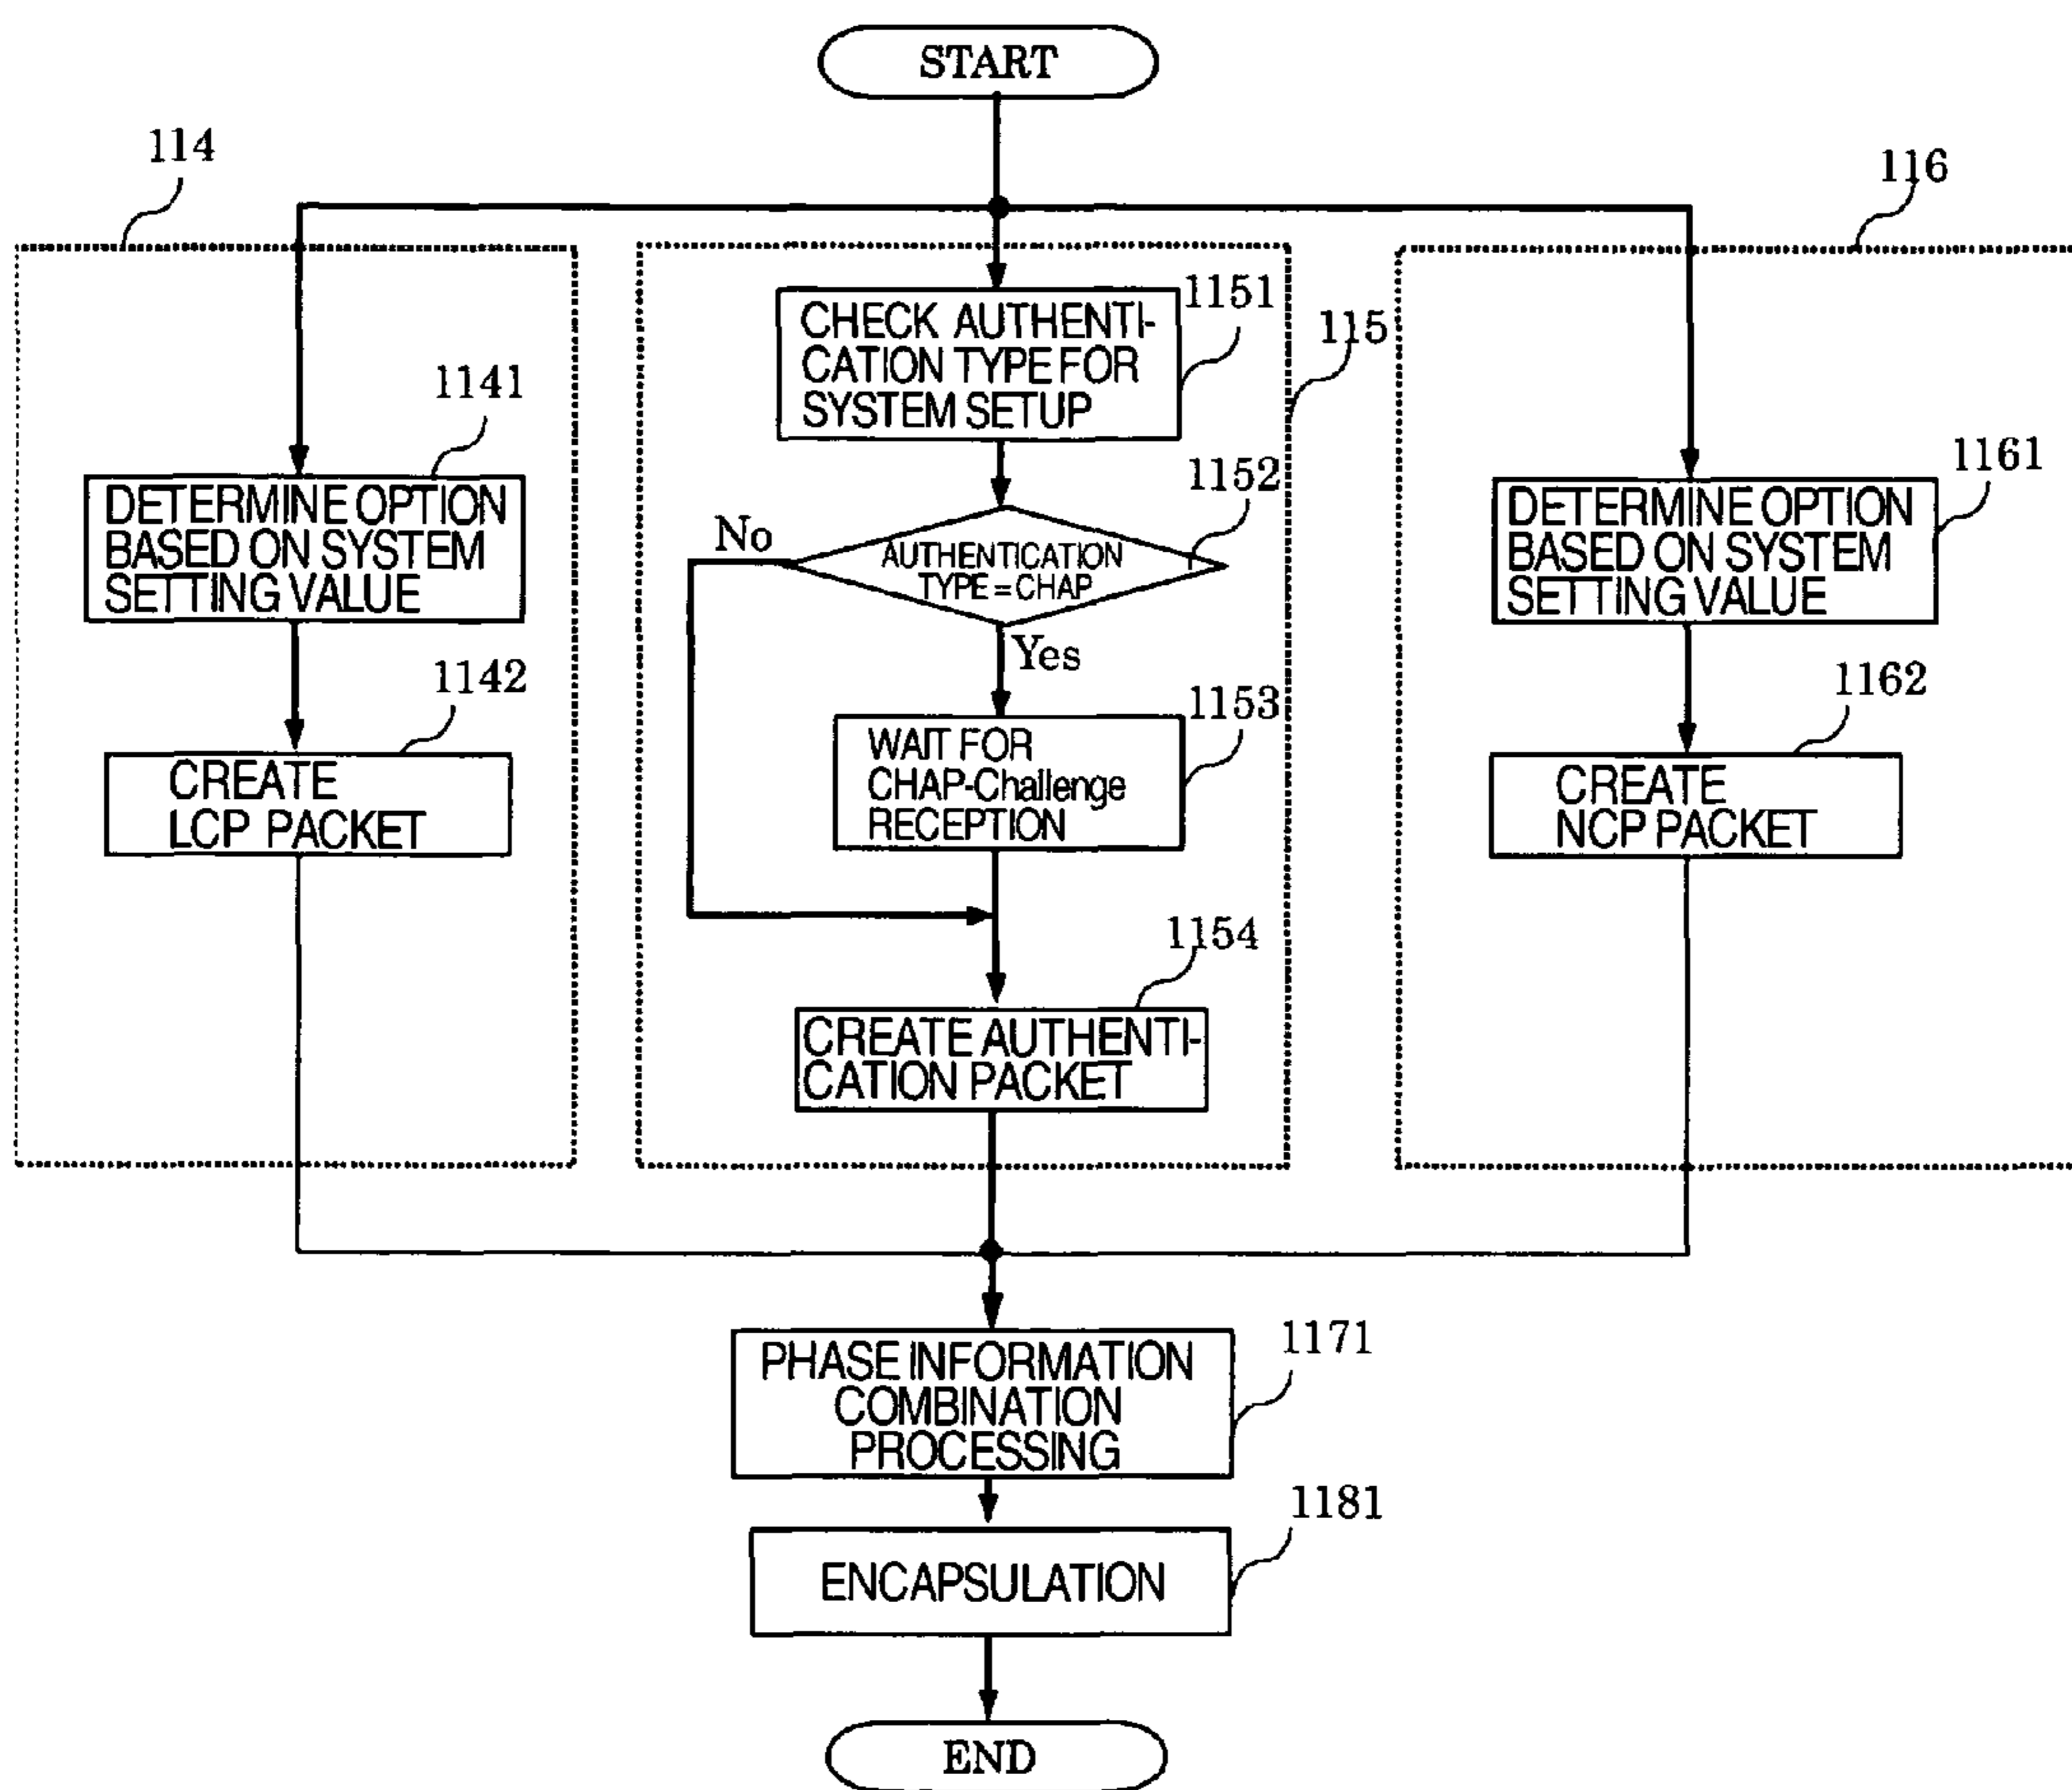 START
114
116
1151
CHECK AUTHENTI-
CATION TYPE FOR
SYSTEM SETUP
115
1141
DETERMINE OPTION
BASED ON SYSTEM
SETTING VALUE
1152
No
AUTHENTICATION
TYPE = CHAP
Yes
1161
DETERMINE OPTION
BASED ON SYSTEM
SETTING VALUE
1142
CREATE
LCP PACKET
1153
WAIT FOR
CHAP-Challenge
RECEPTION
1162
CREATE
NCP PACKET
1154
CREATE AUTHENTI-
CATION PACKET
1171
PHASE INFORMATION
COMBINATION
PROCESSING
1181
ENCAPSULATION
END